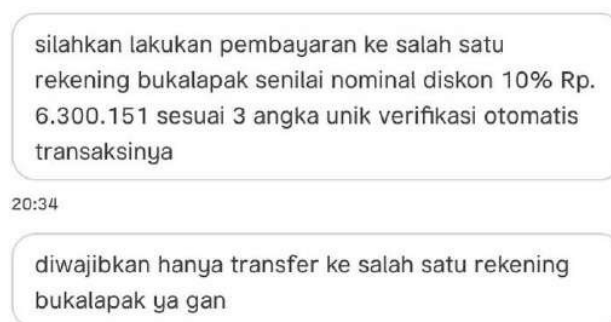 silahkan lakukan pembayaran ke salah satu
rekening bukalapak senilai nominal diskon 10% Rp.
6.300.151 sesuai 3 angka unik verifikasi otomatis
transaksinya
20:34
diwajibkan hanya transfer ke salah satu rekening
bukalapak ya gan